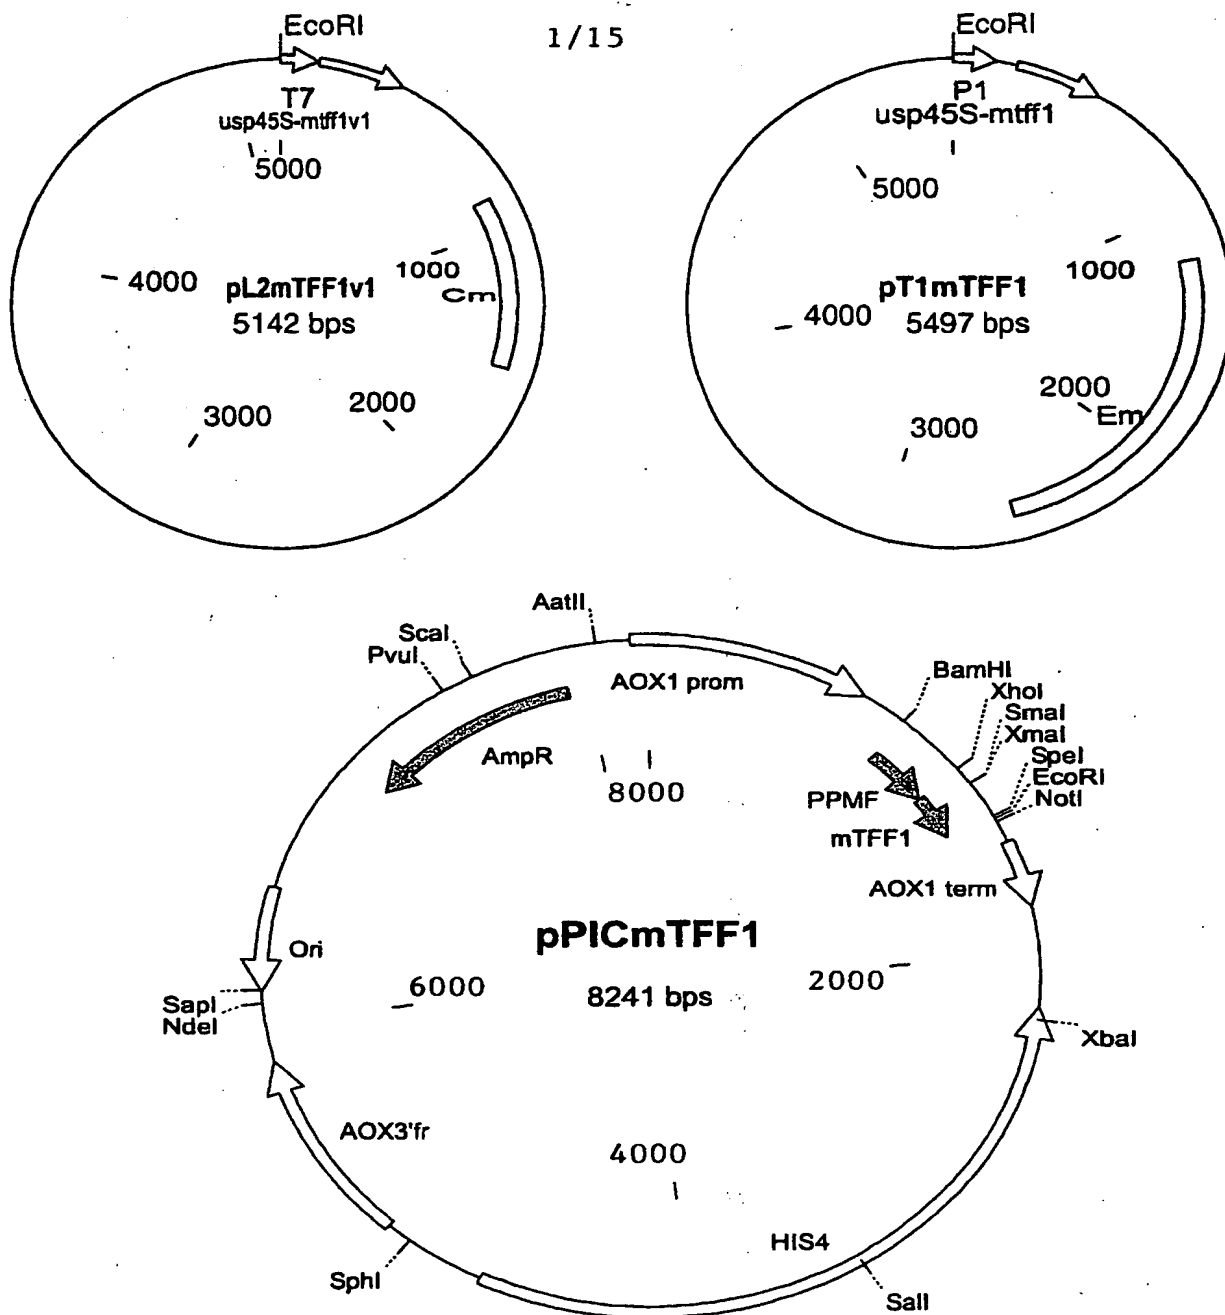 1/15
EcoRI
T7
usp45S-mtff1v1
5000
1000
Cm
4000
pL2mTFF1v1
5142 bps
3000
2000
EcoRI
P1
usp45S-mtff1
5000
1000
4000
pT1mTFF1
5497 bps
2000
Em
3000
AatII
ScaI
PvuI
AOX1 prom
BamHI
XhoI
SmaI
XmaI
SpeI
EcoRI
NotI
AmpR
8000
PPMF
mTFF1
AOX1 term
pPICmTFF1
8241 bps
Ori
6000
2000
SapI
NdeI
XbaI
AOX3'fr
4000
HIS4
SphI
SalI